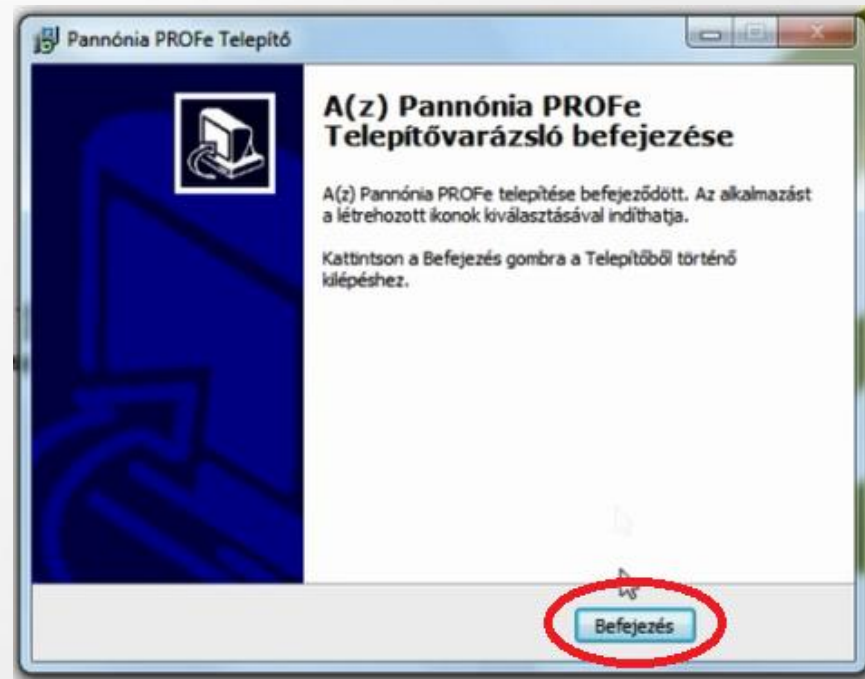 Pannónia PROFe Telepítő
A(z) Pannónia PROFe
Telepítővarázsló befejezése
A(z) Pannónia PROFe telepítése befejeződött. Az alkalmazást
a létrehozott ikonok kiválasztásával indíthatja.
Kattintson a Befejezés gombra a Telepítőből történő
kilépéshez.
Befejezés